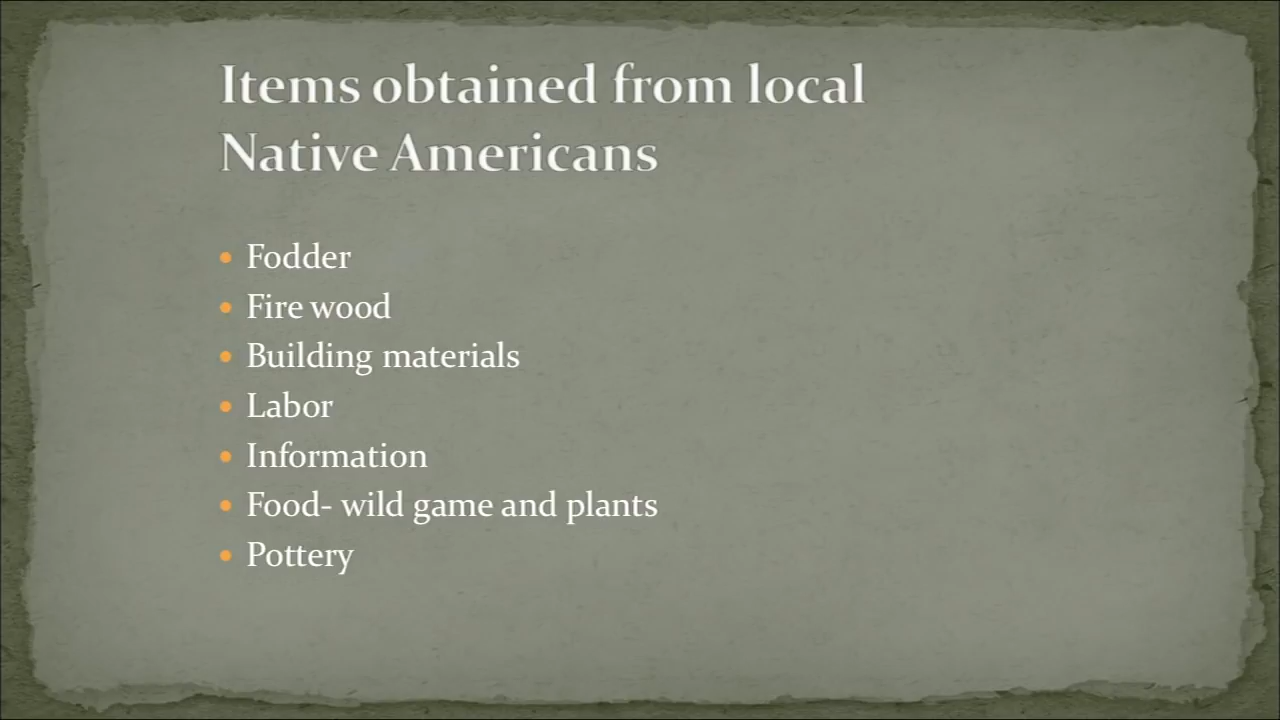 Items obtained from local
Native Americans
• Fodder
• Fire wood
• Building materials
• Labor
• Information
• Food- wild game and plants
• Pottery